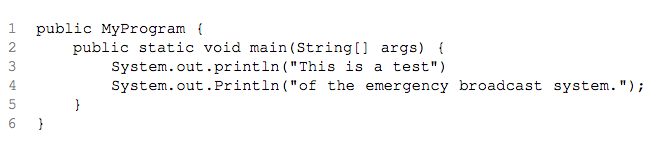 1 public MyProgram {
2     public static void main(String[] args) {
3         System.out.println("This is a test")
4         System.out.Println("of the emergency broadcast system.");
5     }
6 }